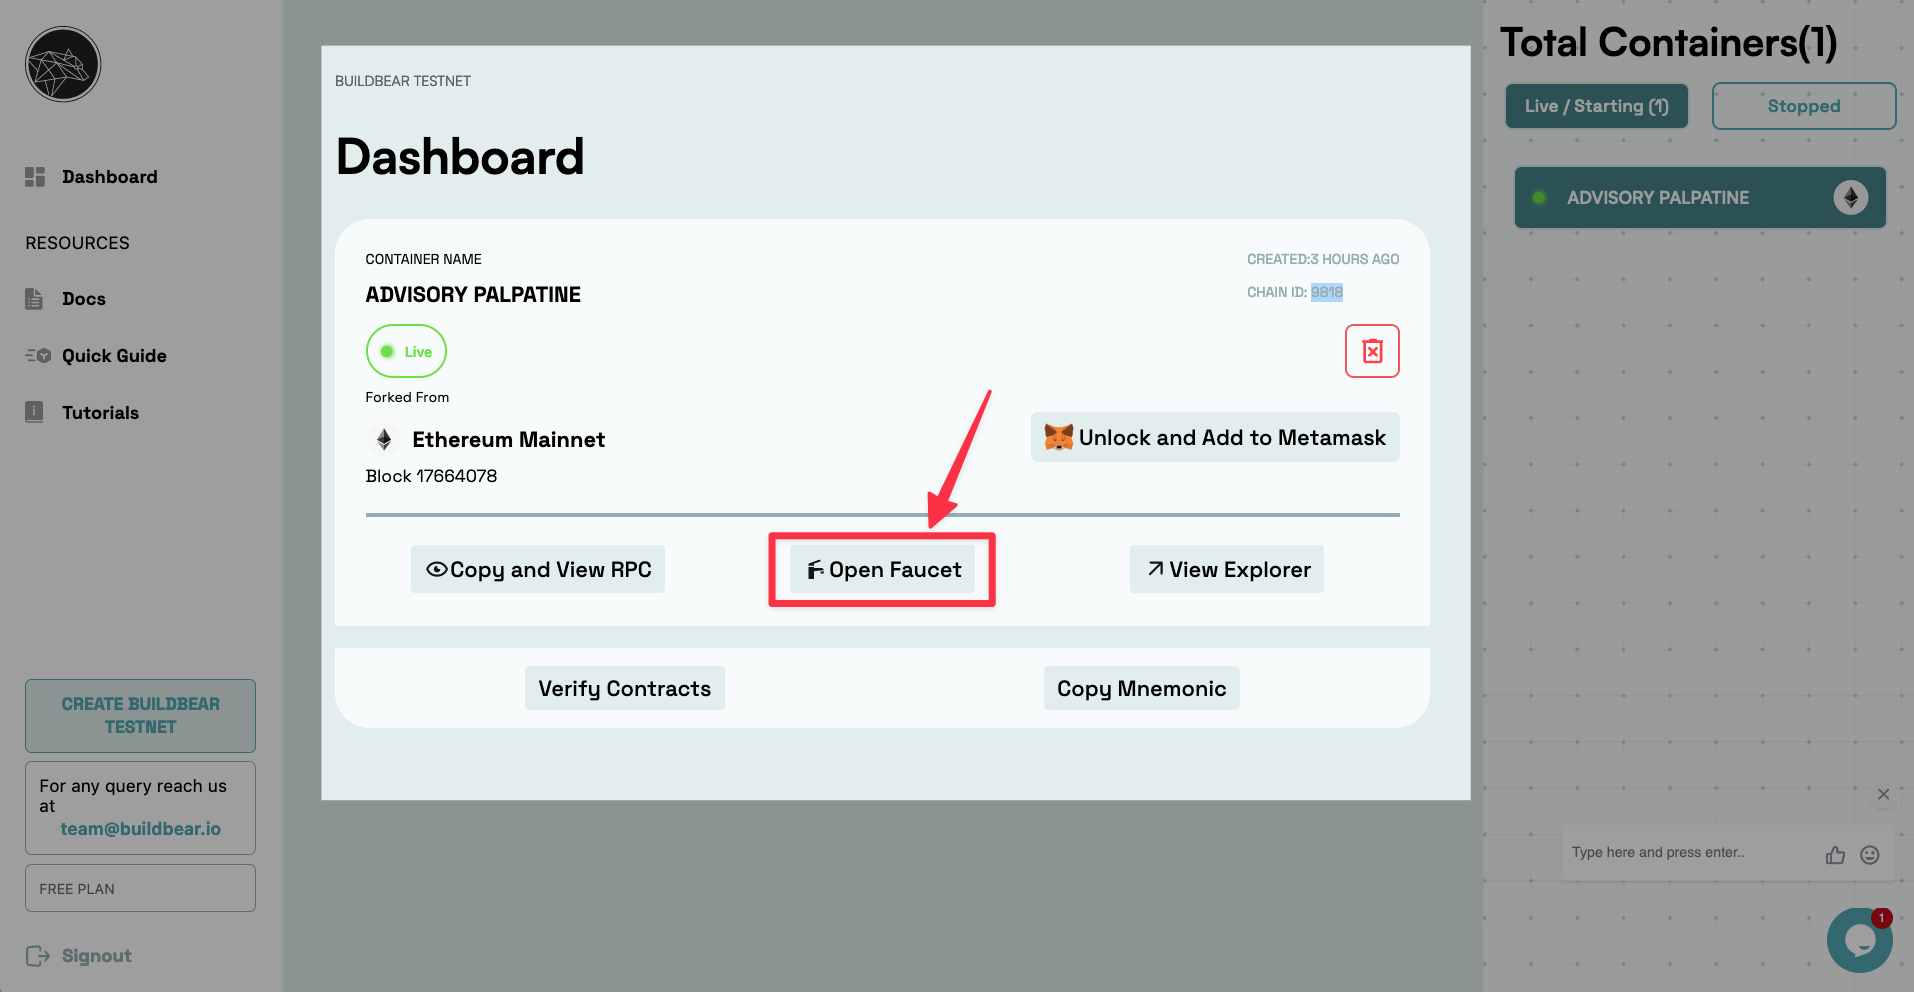 Dashboard
RESOURCES
Docs
Quick Guide
Tutorials
CREATE BUILDBEAR
TESTNET
For any query reach us
at
team@buildbear.io
FREE PLAN
Signout
BUILDBEAR TESTNET
Dashboard
CONTAINER NAME
CREATED:3 HOURS AGO
ADVISORY PALPATINE
CHAIN ID: 9818
Live
Forked From
Ethereum Mainnet
Unlock and Add to Metamask
Block 17664078
Copy and View RPC
Open Faucet
View Explorer
Verify Contracts
Copy Mnemonic
Total Containers(1)
Live / Starting (1)
Stopped
ADVISORY PALPATINE
Type here and press enter..
1